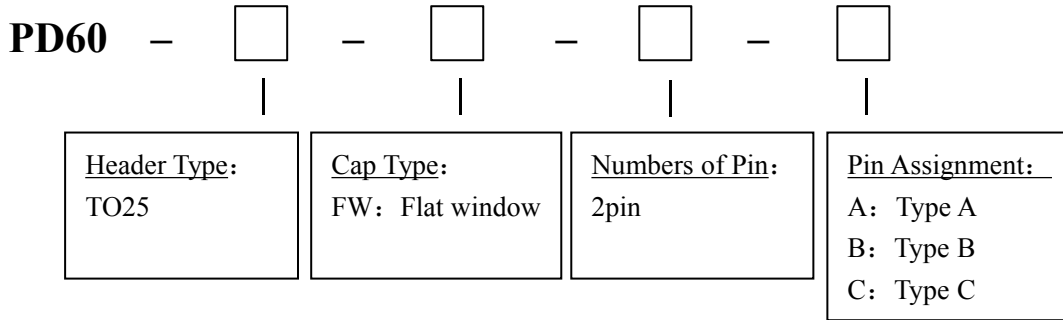 PD60 – □ – □ – □ – □
Header Type：
TO25
Cap Type：
FW：Flat window
Numbers of Pin：
2pin
Pin Assignment：
A：Type A
B：Type B
C：Type C